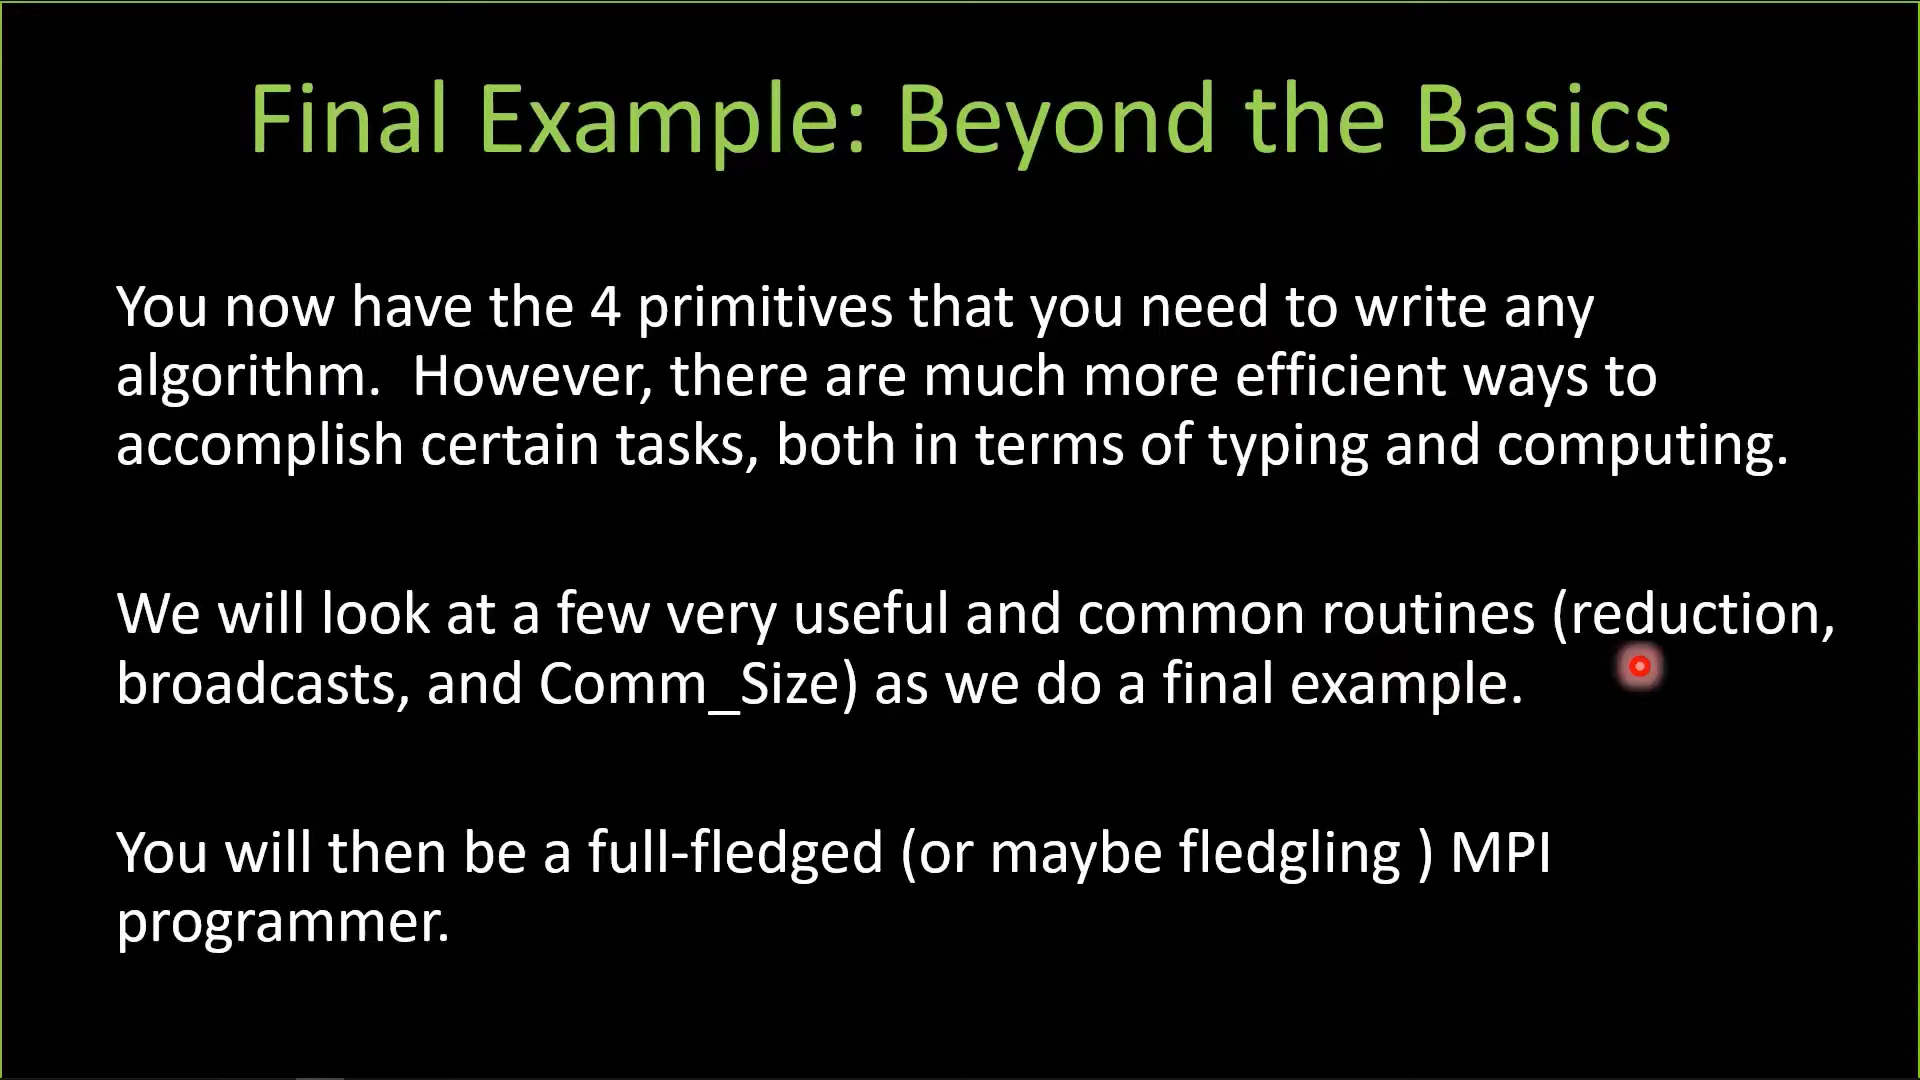 Final Example: Beyond the Basics
You now have the 4 primitives that you need to write any
algorithm.  However, there are much more efficient ways to
accomplish certain tasks, both in terms of typing and computing.
We will look at a few very useful and common routines (reduction,
broadcasts, and Comm_Size) as we do a final example.
You will then be a full-fledged (or maybe fledgling ) MPI
programmer.